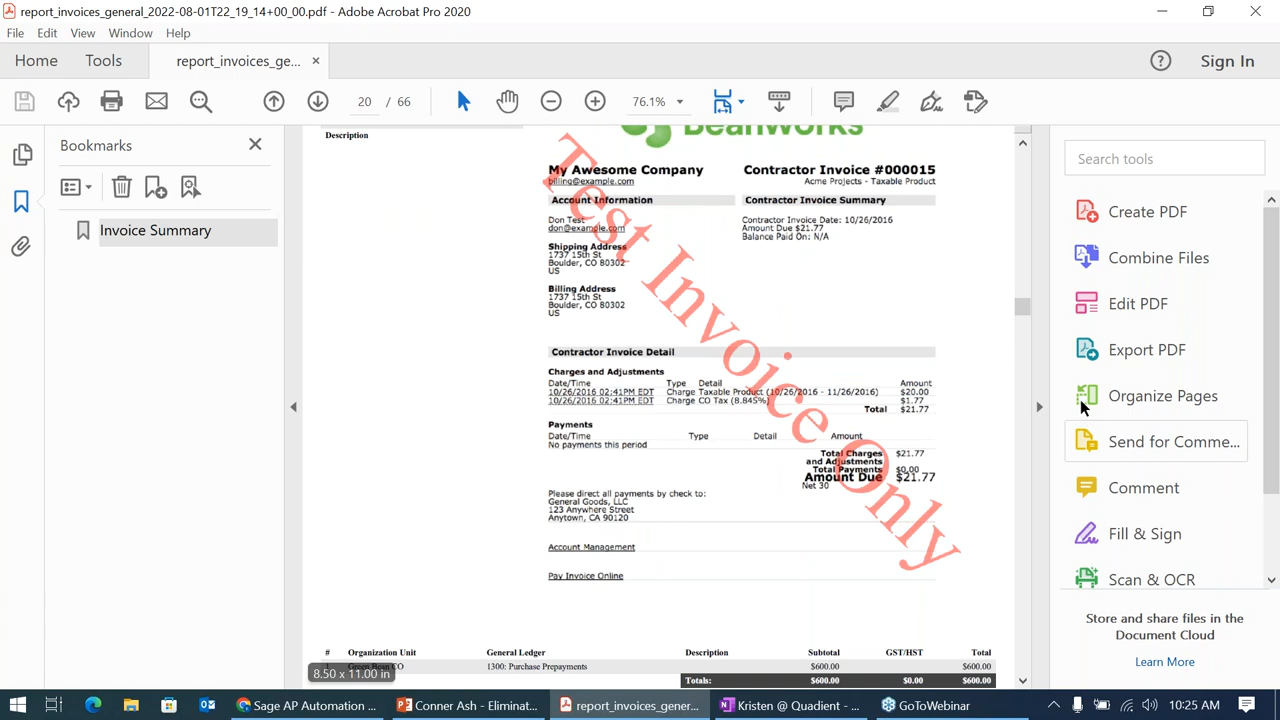 report_invoices_general_2022-08-01T22_19_14+00_00.pdf - Adobe Acrobat Pro 2020
File Edit View Window Help
Home Tools report_invoices_ge... × Sign In
20 / 66 76.1%
Bookmarks
Invoice Summary
Description
BeanWorks
My Awesome Company Contractor Invoice #000015
billing@example.com Acme Projects - Taxable Product
Account Information Contractor Invoice Summary
Don Test
don@example.com
Contractor Invoice Date: 10/26/2016
Amount Due $21.77
Balance Paid On: N/A
Shipping Address
1737 15th St
Boulder, CO 80302
US
Billing Address
1737 15th St
Boulder, CO 80302
US
Contractor Invoice Detail
Charges and Adjustments
Date/Time Type Detail Amount
10/26/2016 02:41PM EDT Charge Taxable Product (10/26/2016 - 11/26/2016) $20.00
10/26/2016 02:41PM EDT Charge CO Tax (8.845%) $1.77
Total $21.77
Payments
Date/Time Type Detail Amount
No payments this period
Total Charges and Adjustments $21.77
Total Payments $0.00
Amount Due $21.77
Net 30
Please direct all payments by check to:
General Goods, LLC
123 Anywhere Street
Anytown, CA 90120
Account Management
Pay Invoice Online
Test Invoice Only
# Organization Unit General Ledger Description Subtotal GST/HST Total
1 Green Bean CO 1300: Purchase Prepayments $600.00 $600.00
Totals: $600.00 $0.00 $600.00
8.50 x 11.00 in
Search tools
Create PDF
Combine Files
Edit PDF
Export PDF
Organize Pages
Send for Comme...
Comment
Fill & Sign
Scan & OCR
Store and share files in the
Document Cloud
Learn More
Sage AP Automation ... Conner Ash - Eliminat... report_invoices_gener... Kristen @ Quadient - ... GoToWebinar 10:25 AM